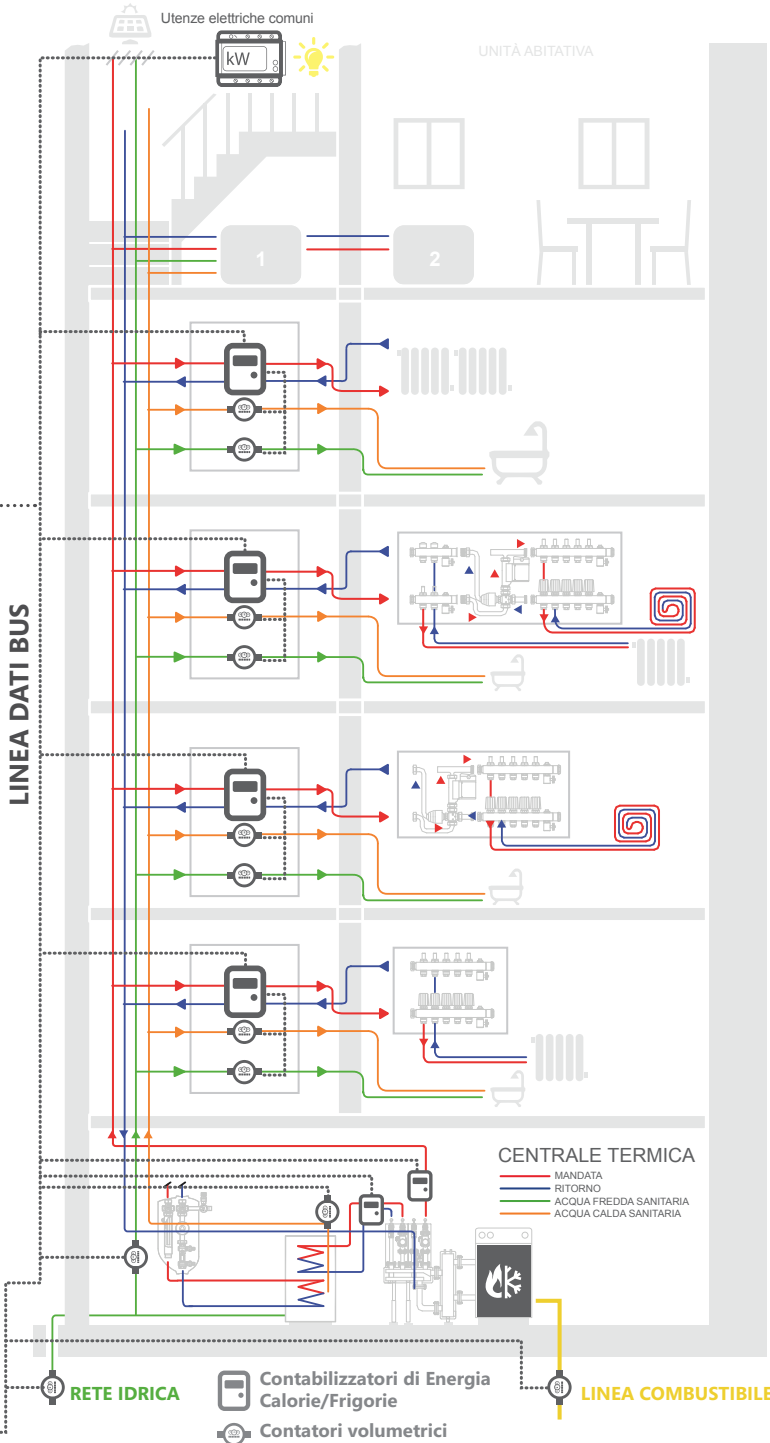 Utenze elettriche comuni
kW
UNITÁ ABITATIVA
1
2
LINEA DATI BUS
CENTRALE TERMICA
MANDATA
RITORNO
ACQUA FREDDA SANITARIA
ACQUA CALDA SANITARIA
RETE IDRICA
Contabilizzatori di Energia
Calorie/Frigorie
LINEA COMBUSTIBILE
Contatori volumetrici